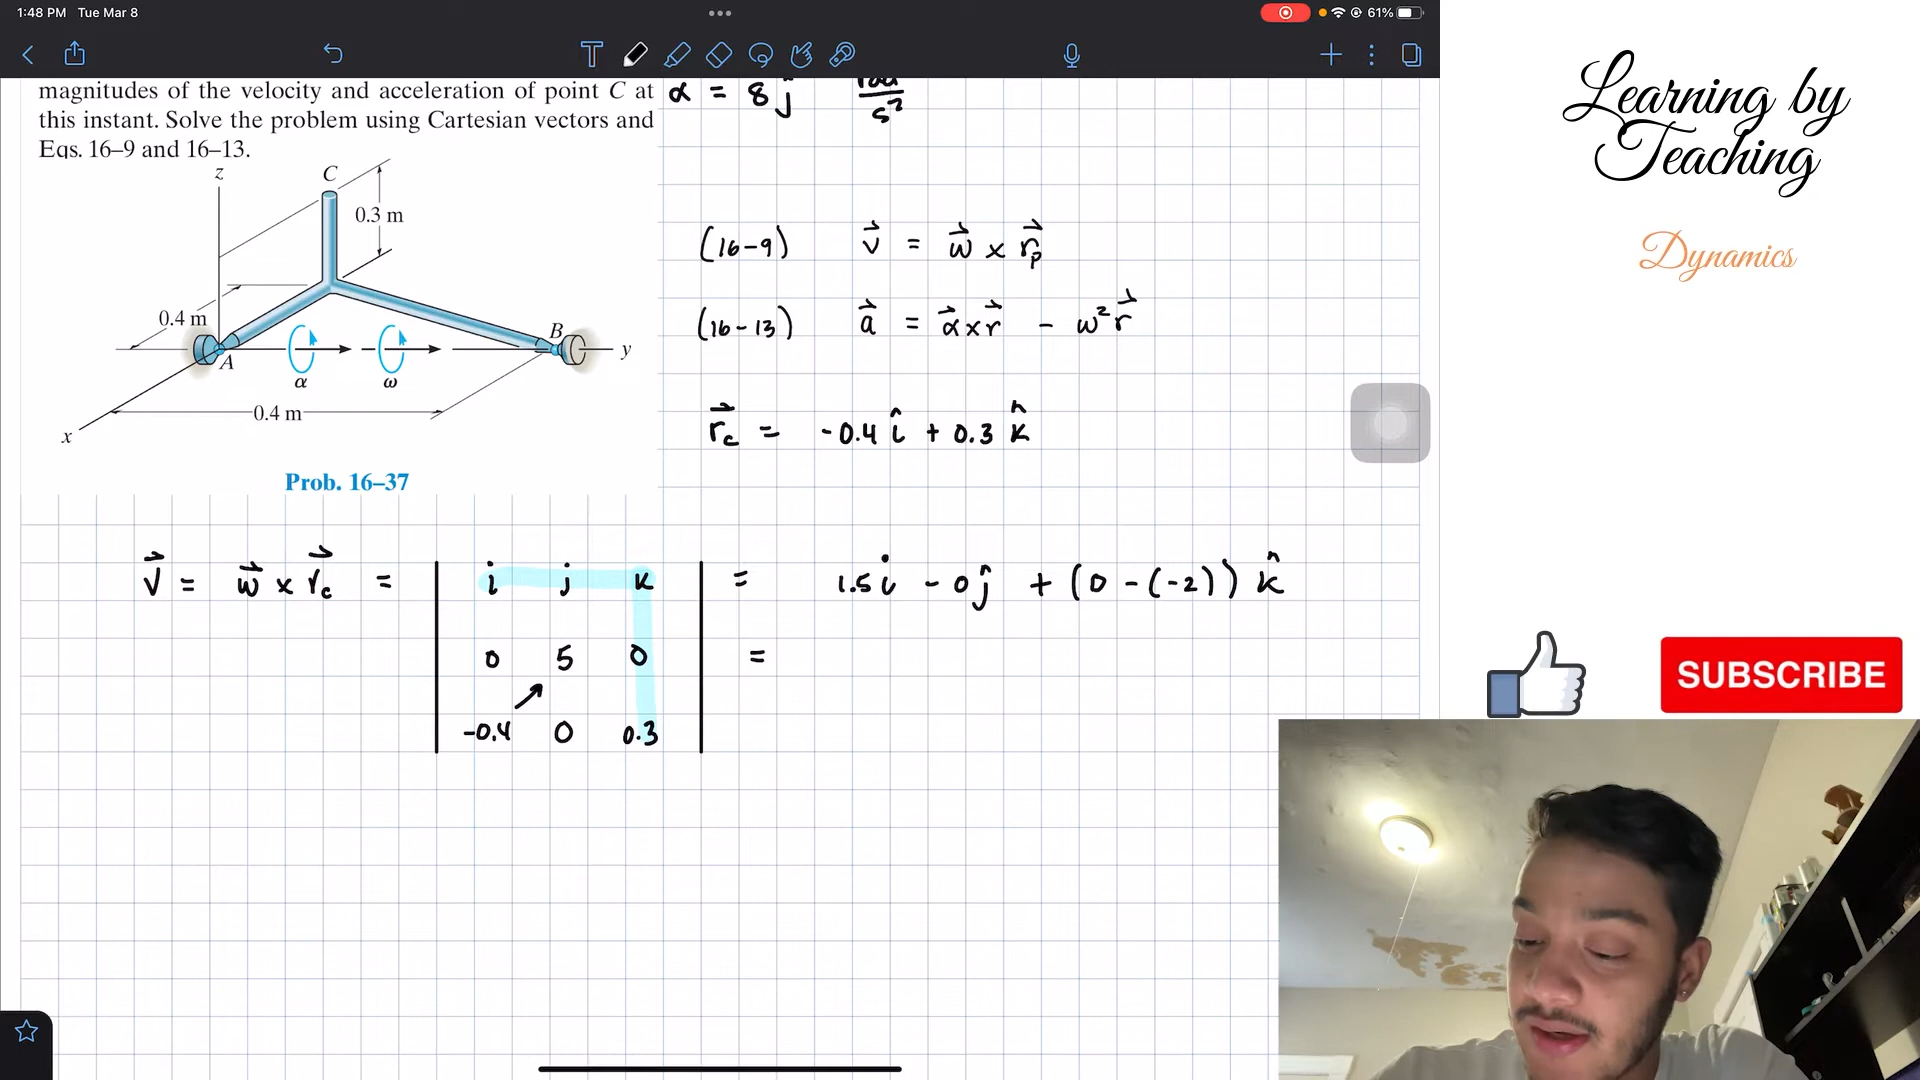 1:48 PM Tue Mar 8
61%
magnitudes of the velocity and acceleration of point C at
this instant. Solve the problem using Cartesian vectors and
Eqs. 16–9 and 16–13.
α = 8 ĵ rad/s²
z
C
0.3 m
0.4 m
A
B
y
α
ω
0.4 m
x
Prob. 16–37
(16-9) v⃗ = ω⃗ × r⃗p
(16-13) a⃗ = α⃗ × r⃗ - ω² r⃗
r⃗c = -0.4 î + 0.3 k̂
v⃗ = ω⃗ × r⃗c = | i j k | = 1.5 i - 0 ĵ + (0 - (-2)) k̂
0 5 0 =
-0.4 0 0.3
Learning by
Teaching
Dynamics
SUBSCRIBE